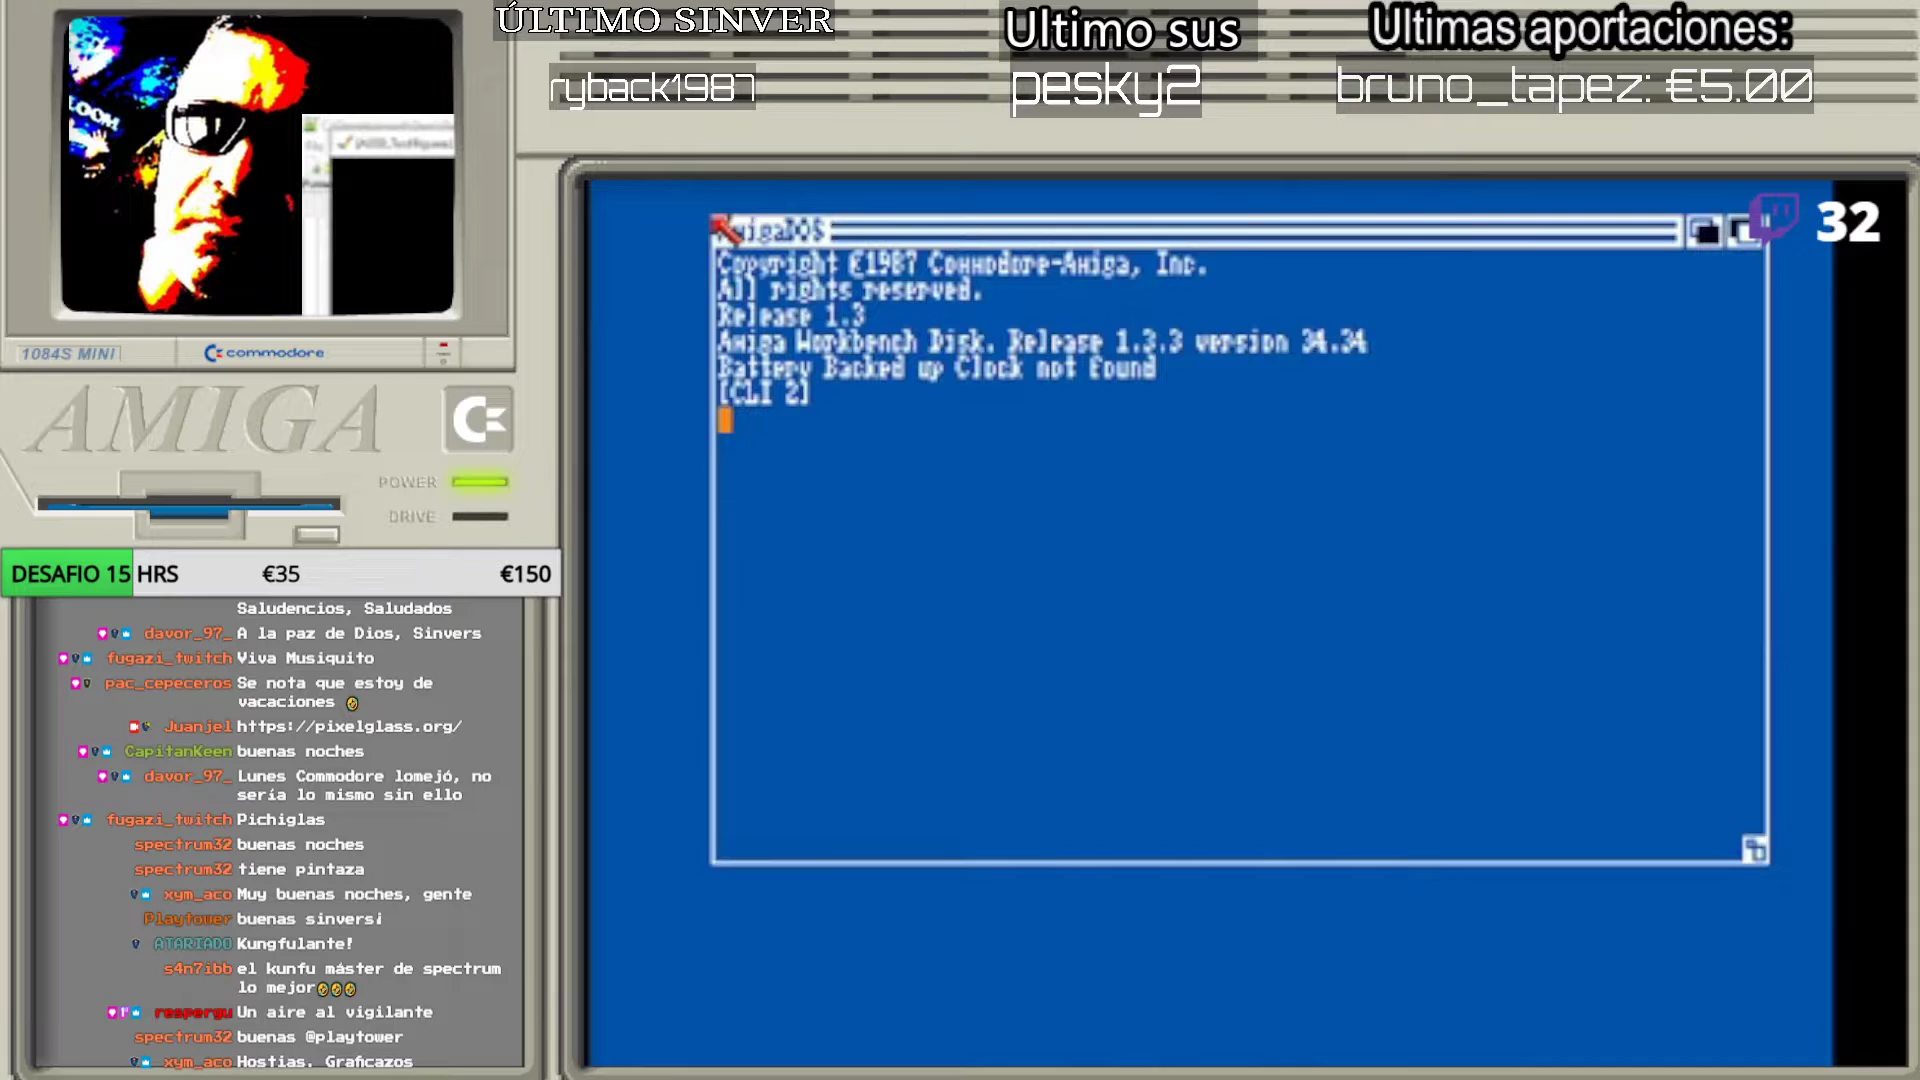 ÚLTIMO SINVER
ryback1987
Ultimo sus
pesky2
Ultimas aportaciones:
bruno_tapez: €5.00
LOOM
1084S MINI
commodore
AMIGA
POWER
DRIVE
DESAFIO 15 HRS €35 €150
Saludencios, Saludados
davor_97_ A la paz de Dios, Sinvers
fugazi_twitch Viva Musiquito
pac_cepeceros Se nota que estoy de
vacaciones
Juanjel https://pixelglass.org/
CapitanKeen buenas noches
davor_97_ Lunes Commodore lomejó, no
sería lo mismo sin ello
fugazi_twitch Pichiglas
spectrum32 buenas noches
spectrum32 tiene pintaza
xym_aco Muy buenas noches, gente
Playtower buenas sinvers¡
ATARIADO Kungfulante!
s4n7ibb el kunfu máster de spectrum
lo mejor
respergu Un aire al vigilante
spectrum32 buenas @playtower
xym_aco Hostias. Graficazos
AmigaDOS
32
Copyright ©1987 Commodore-Amiga, Inc.
All rights reserved.
Release 1.3
Amiga Workbench Disk. Release 1.3.3 version 34.34
Battery Backed up Clock not found
[CLI 2]